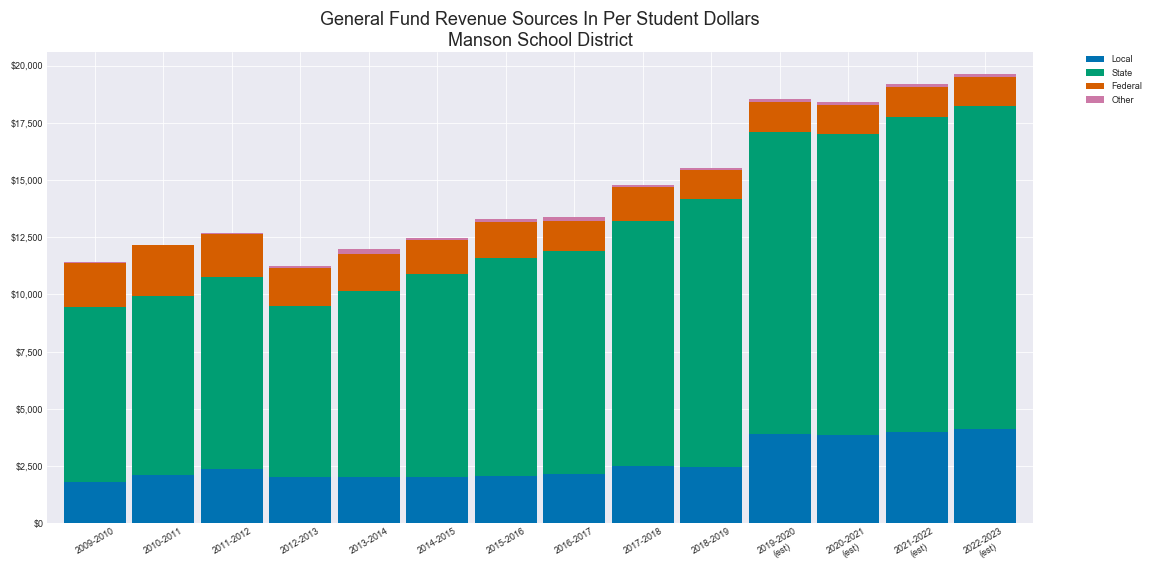 General Fund Revenue Sources In Per Student Dollars
Manson School District
$20,000
$17,500
$15,000
$12,500
$10,000
$7,500
$5,000
$2,500
$0
Local
State
Federal
Other
2009-2010
2010-2011
2011-2012
2012-2013
2013-2014
2014-2015
2015-2016
2016-2017
2017-2018
2018-2019
2019-2020
(est)
2020-2021
(est)
2021-2022
(est)
2022-2023
(est)